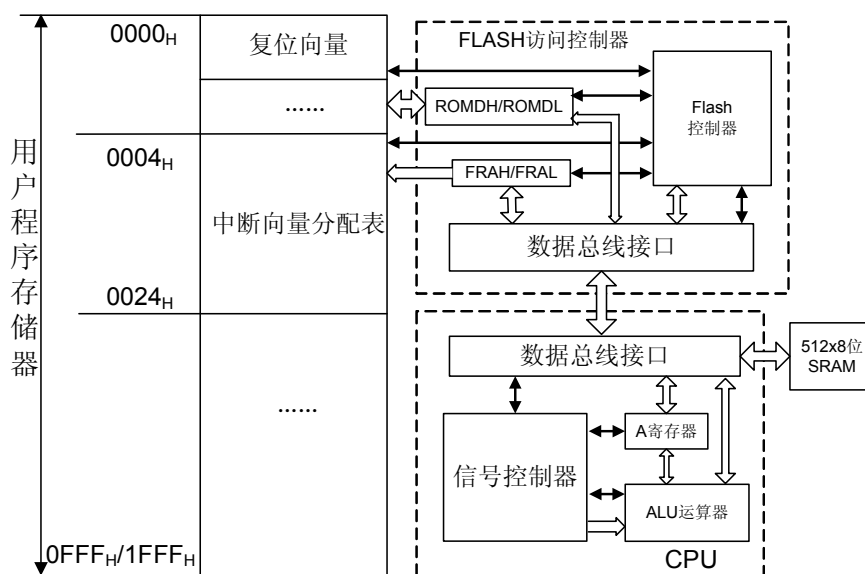 用户程序存储器
0000H
复位向量
……
0004H
中断向量分配表
0024H
……
0FFFH/1FFFH
FLASH访问控制器
ROMDH/ROMDL
Flash
控制器
FRAH/FRAL
数据总线接口
数据总线接口
512x8位
SRAM
A寄存器
信号控制器
ALU运算器
CPU